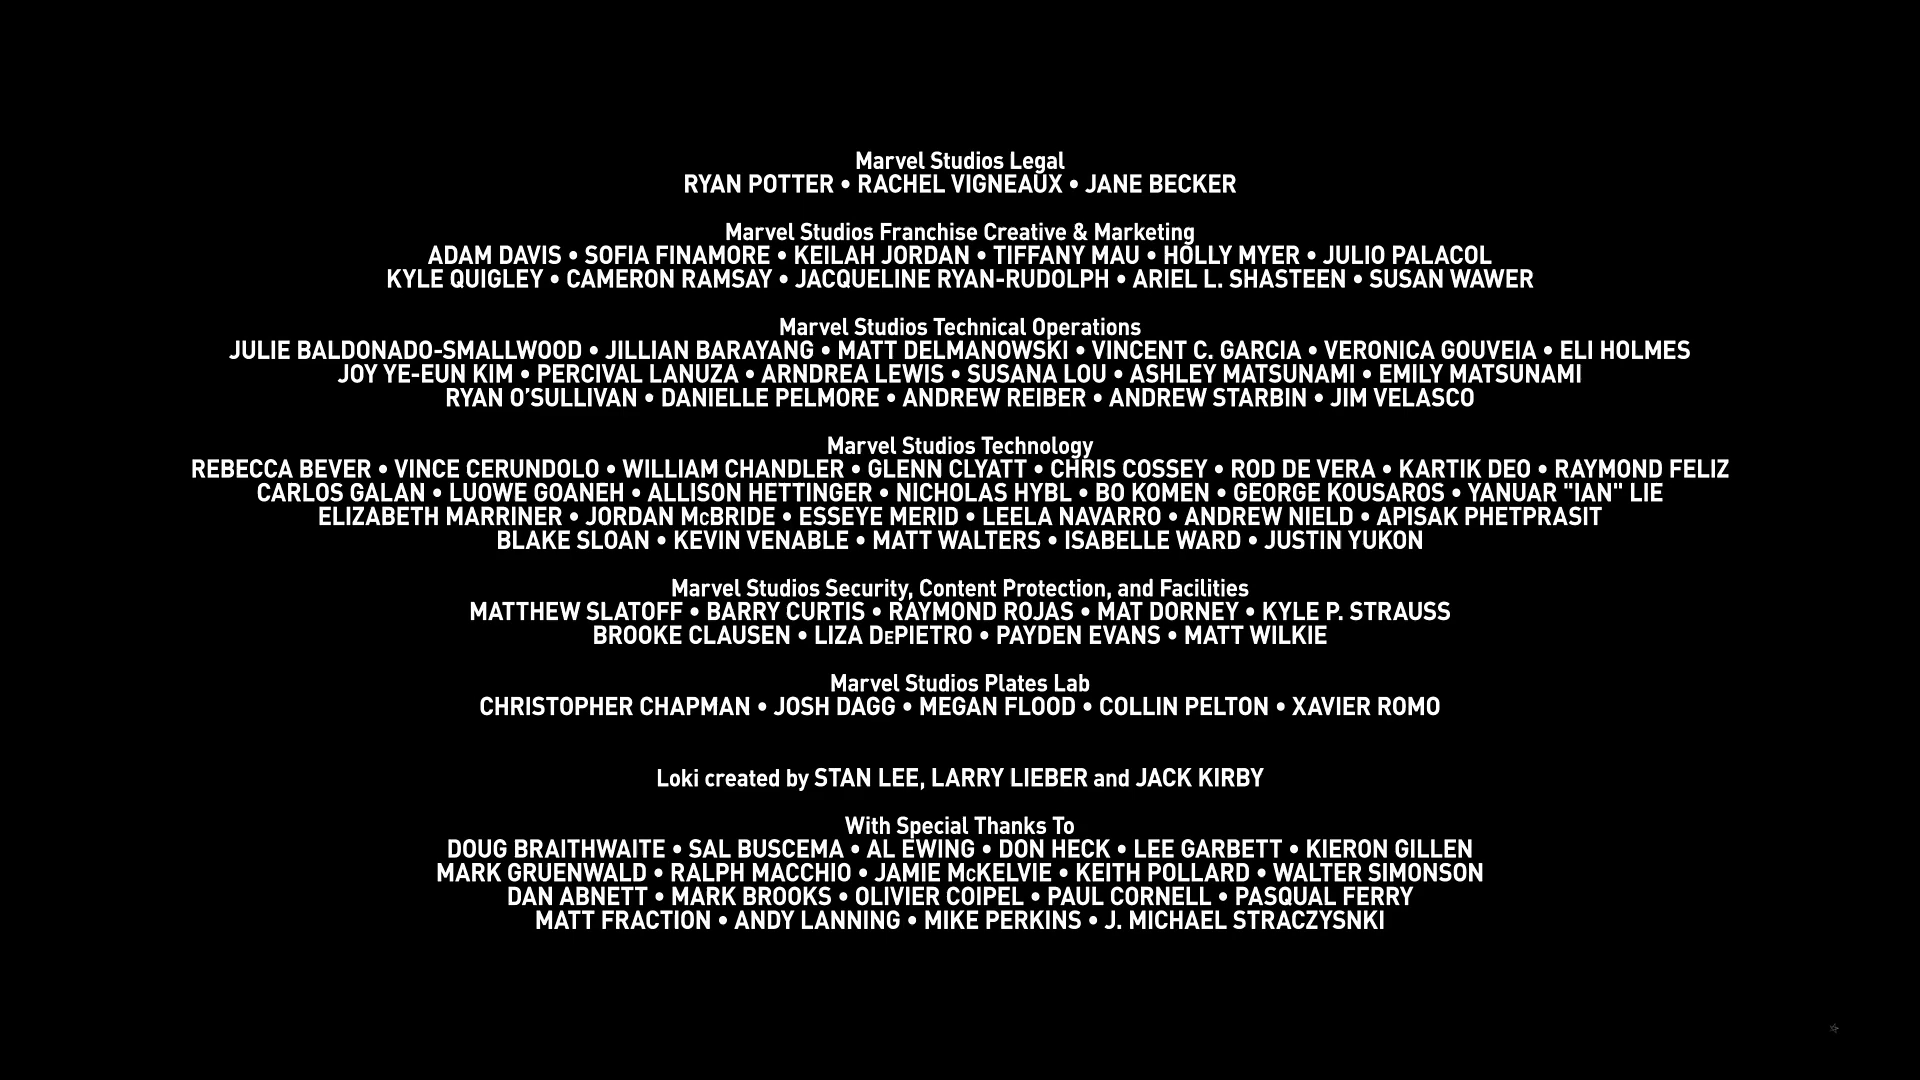 Marvel Studios Legal
RYAN POTTER • RACHEL VIGNEAUX • JANE BECKER
Marvel Studios Franchise Creative & Marketing
ADAM DAVIS • SOFIA FINAMORE • KEILAH JORDAN • TIFFANY MAU • HOLLY MYER • JULIO PALACOL
KYLE QUIGLEY • CAMERON RAMSAY • JACQUELINE RYAN-RUDOLPH • ARIEL L. SHASTEEN • SUSAN WAWER
Marvel Studios Technical Operations
JULIE BALDONADO-SMALLWOOD • JILLIAN BARAYANG • MATT DELMANOWSKI • VINCENT C. GARCIA • VERONICA GOUVEIA • ELI HOLMES
JOY YE-EUN KIM • PERCIVAL LANUZA • ARNDREA LEWIS • SUSANA LOU • ASHLEY MATSUNAMI • EMILY MATSUNAMI
RYAN O’SULLIVAN • DANIELLE PELMORE • ANDREW REIBER • ANDREW STARBIN • JIM VELASCO
Marvel Studios Technology
REBECCA BEVER • VINCE CERUNDOLO • WILLIAM CHANDLER • GLENN CLYATT • CHRIS COSSEY • ROD DE VERA • KARTIK DEO • RAYMOND FELIZ
CARLOS GALAN • LUOWE GOANEH • ALLISON HETTINGER • NICHOLAS HYBL • BO KOMEN • GEORGE KOUSAROS • YANUAR "IAN" LIE
ELIZABETH MARRINER • JORDAN McBRIDE • ESSEYE MERID • LEELA NAVARRO • ANDREW NIELD • APISAK PHETPRASIT
BLAKE SLOAN • KEVIN VENABLE • MATT WALTERS • ISABELLE WARD • JUSTIN YUKON
Marvel Studios Security, Content Protection, and Facilities
MATTHEW SLATOFF • BARRY CURTIS • RAYMOND ROJAS • MAT DORNEY • KYLE P. STRAUSS
BROOKE CLAUSEN • LIZA DePIETRO • PAYDEN EVANS • MATT WILKIE
Marvel Studios Plates Lab
CHRISTOPHER CHAPMAN • JOSH DAGG • MEGAN FLOOD • COLLIN PELTON • XAVIER ROMO
Loki created by STAN LEE, LARRY LIEBER and JACK KIRBY
With Special Thanks To
DOUG BRAITHWAITE • SAL BUSCEMA • AL EWING • DON HECK • LEE GARBETT • KIERON GILLEN
MARK GRUENWALD • RALPH MACCHIO • JAMIE McKELVIE • KEITH POLLARD • WALTER SIMONSON
DAN ABNETT • MARK BROOKS • OLIVIER COIPEL • PAUL CORNELL • PASQUAL FERRY
MATT FRACTION • ANDY LANNING • MIKE PERKINS • J. MICHAEL STRACZYSNKI